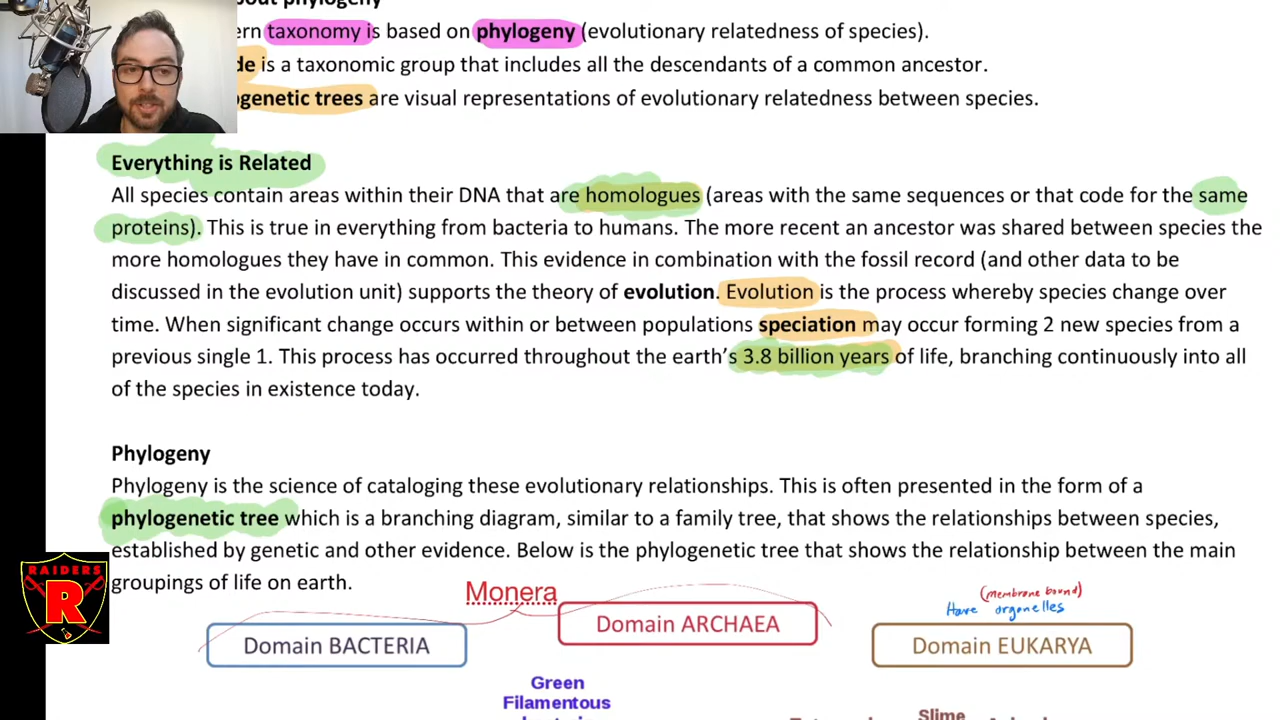 about phylogeny
ern taxonomy is based on phylogeny (evolutionary relatedness of species).
de is a taxonomic group that includes all the descendants of a common ancestor.
genetic trees are visual representations of evolutionary relatedness between species.
Everything is Related
All species contain areas within their DNA that are homologues (areas with the same sequences or that code for the same
proteins). This is true in everything from bacteria to humans. The more recent an ancestor was shared between species the
more homologues they have in common. This evidence in combination with the fossil record (and other data to be
discussed in the evolution unit) supports the theory of evolution. Evolution is the process whereby species change over
time. When significant change occurs within or between populations speciation may occur forming 2 new species from a
previous single 1. This process has occurred throughout the earth's 3.8 billion years of life, branching continuously into all
of the species in existence today.
Phylogeny
Phylogeny is the science of cataloging these evolutionary relationships. This is often presented in the form of a
phylogenetic tree which is a branching diagram, similar to a family tree, that shows the relationships between species,
established by genetic and other evidence. Below is the phylogenetic tree that shows the relationship between the main
groupings of life on earth.
RAIDERS
R
Monera
(membrane bound)
Have organelles
Domain BACTERIA
Domain ARCHAEA
Domain EUKARYA
Green
Filamentous
Slime